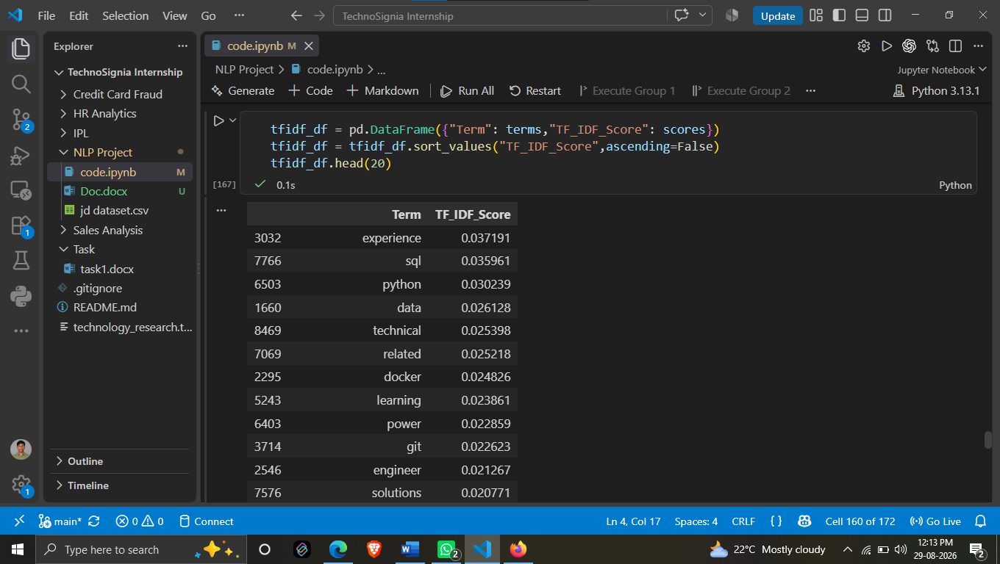 File Edit Selection View Go ··· TechnoSignia Internship Update
Explorer ···
TechnoSignia Internship
Credit Card Fraud
HR Analytics
IPL
NLP Project
code.ipynb M
Doc.docx U
jd dataset.csv
Sales Analysis
Task
task1.docx
.gitignore
README.md
technology_research.t...
Outline
Timeline
2
1
1
code.ipynb M
NLP Project > code.ipynb > ...
Jupyter Notebook
Generate + Code + Markdown Run All Restart Execute Group 1 Execute Group 2 ··· Python 3.13.1
tfidf_df = pd.DataFrame({"Term": terms,"TF_IDF_Score": scores})
tfidf_df = tfidf_df.sort_values("TF_IDF_Score",ascending=False)
tfidf_df.head(20)
[167] 0.1s Python
Term TF_IDF_Score
3032 experience 0.037191
7766 sql 0.035961
6503 python 0.030239
1660 data 0.026128
8469 technical 0.025398
7069 related 0.025218
2295 docker 0.024826
5243 learning 0.023861
6403 power 0.022859
3714 git 0.022623
2546 engineer 0.021267
7576 solutions 0.020771
main* 0 0 Connect Ln 4, Col 17 Spaces: 4 CRLF { } Cell 160 of 172 Go Live
Type here to search 2 22°C Mostly cloudy 12:13 PM
29-08-2026 2